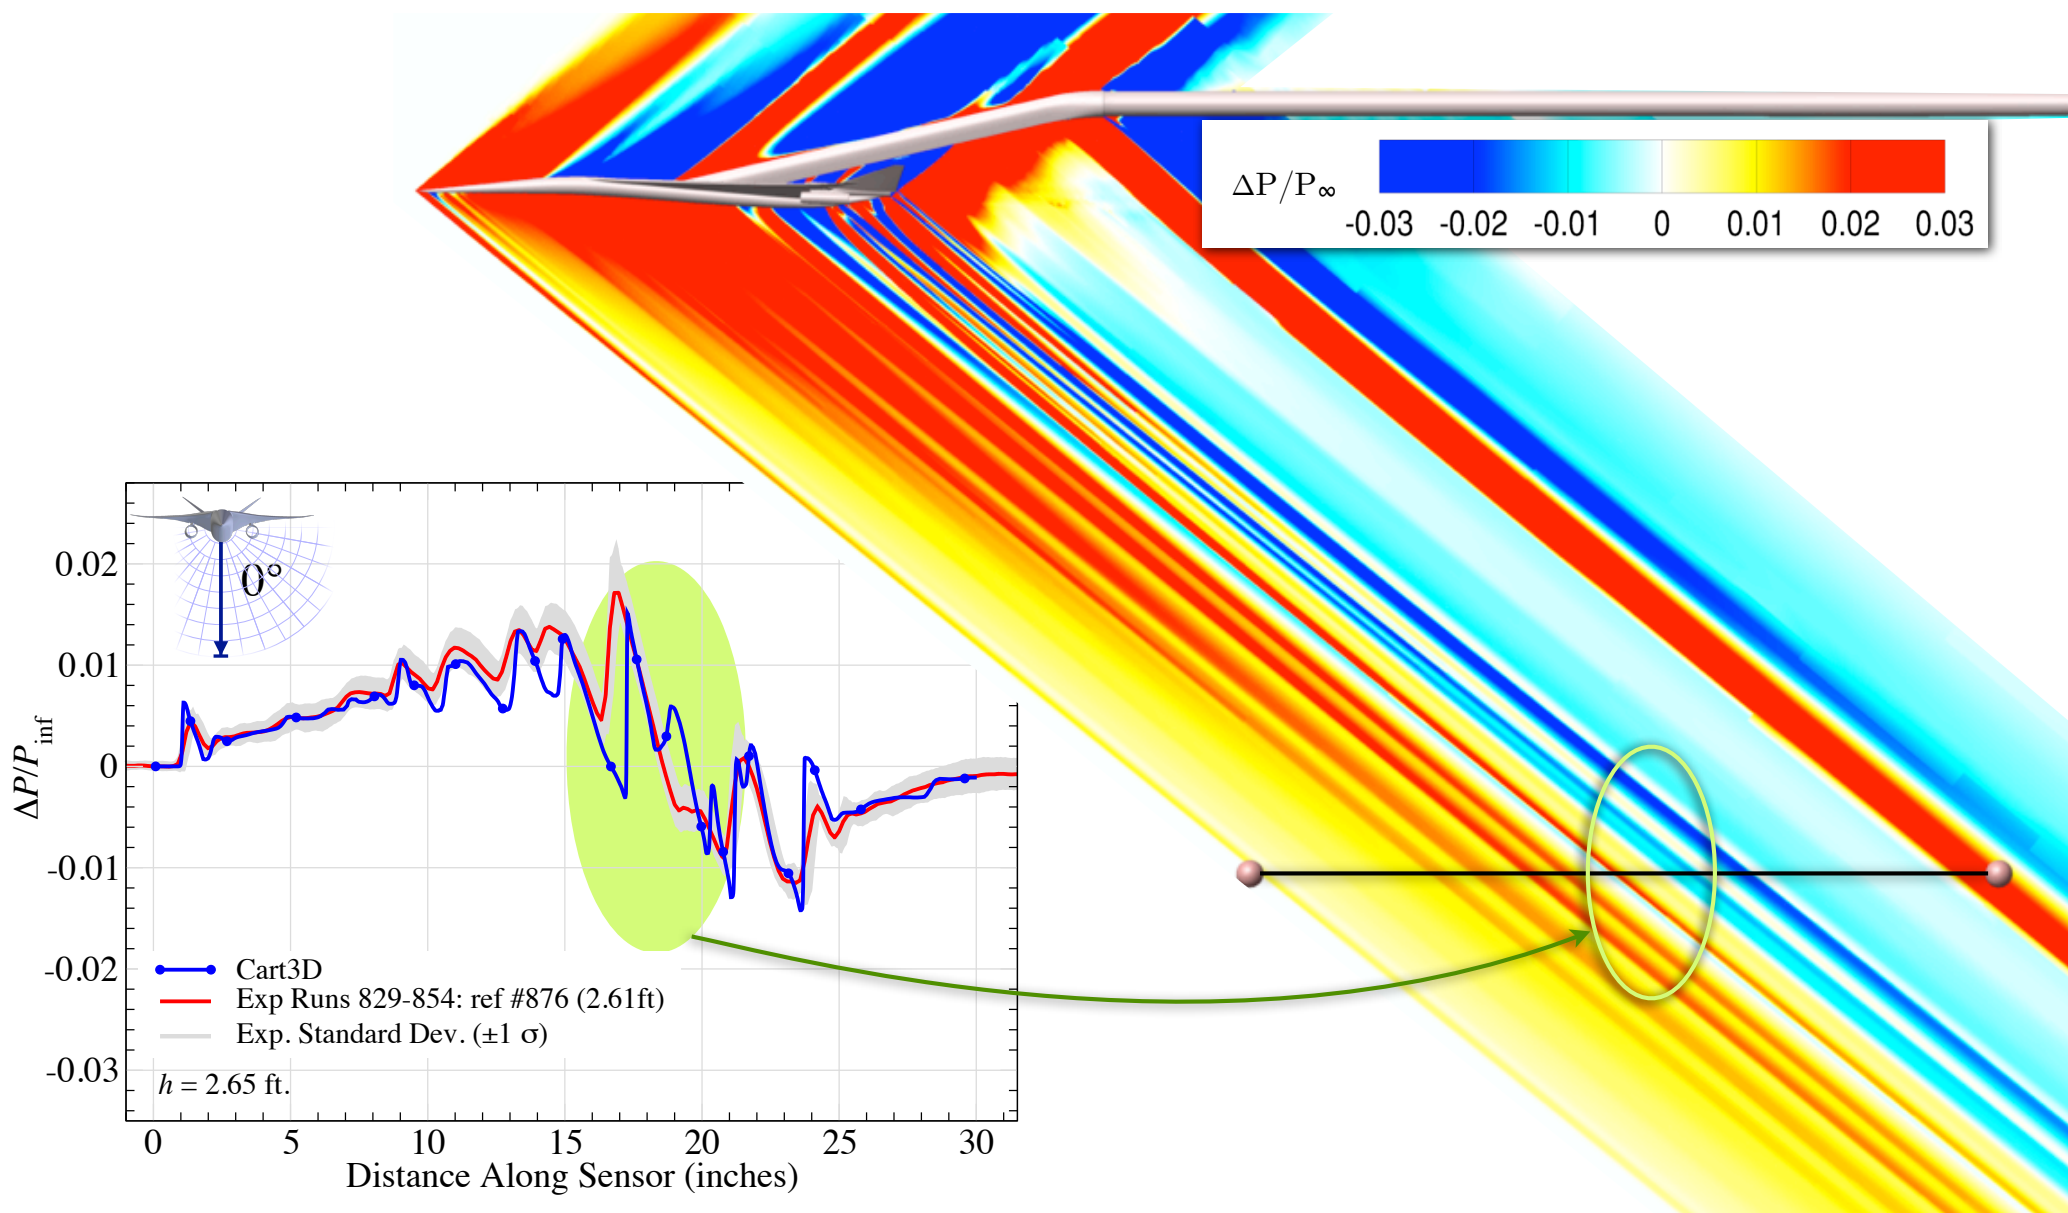 ΔP/P∞
-0.03 -0.02 -0.01 0 0.01 0.02 0.03
0°
0.02
0.01
0
-0.01
-0.02
-0.03
ΔP/Pinf
Cart3D
Exp Runs 829-854: ref #876 (2.61ft)
Exp. Standard Dev. (±1 σ)
h = 2.65 ft.
0 5 10 15 20 25 30
Distance Along Sensor (inches)